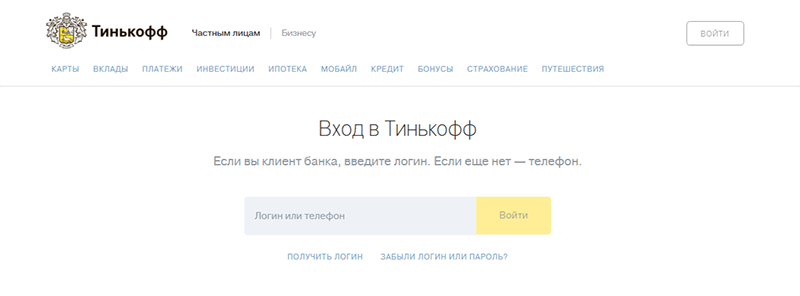 Тинькофф Частным лицам Бизнесу ВОЙТИ
КАРТЫ ВКЛАДЫ ПЛАТЕЖИ ИНВЕСТИЦИИ ИПОТЕКА МОБАЙЛ КРЕДИТ БОНУСЫ СТРАХОВАНИЕ ПУТЕШЕСТВИЯ
Вход в Тинькофф
Если вы клиент банка, введите логин. Если еще нет — телефон.
Логин или телефон Войти
ПОЛУЧИТЬ ЛОГИН ЗАБЫЛИ ЛОГИН ИЛИ ПАРОЛЬ?